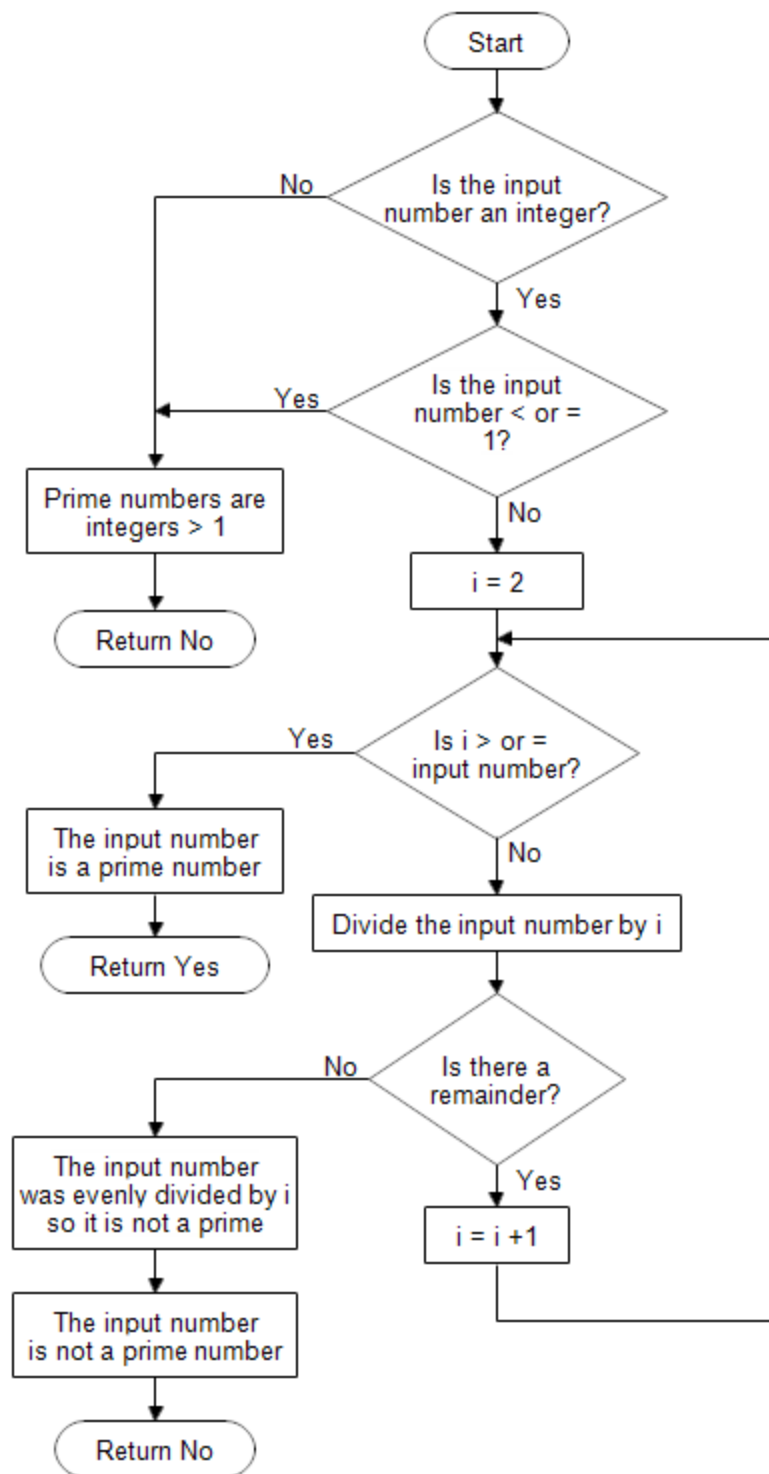 Start
Is the input
number an integer?
No
Yes
Is the input
number < or =
1?
Yes
No
Prime numbers are
integers > 1
Return No
i = 2
Is i > or =
input number?
Yes
No
The input number
is a prime number
Return Yes
Divide the input number by i
Is there a
remainder?
No
Yes
The input number
was evenly divided by i
so it is not a prime
i = i +1
The input number
is not a prime number
Return No